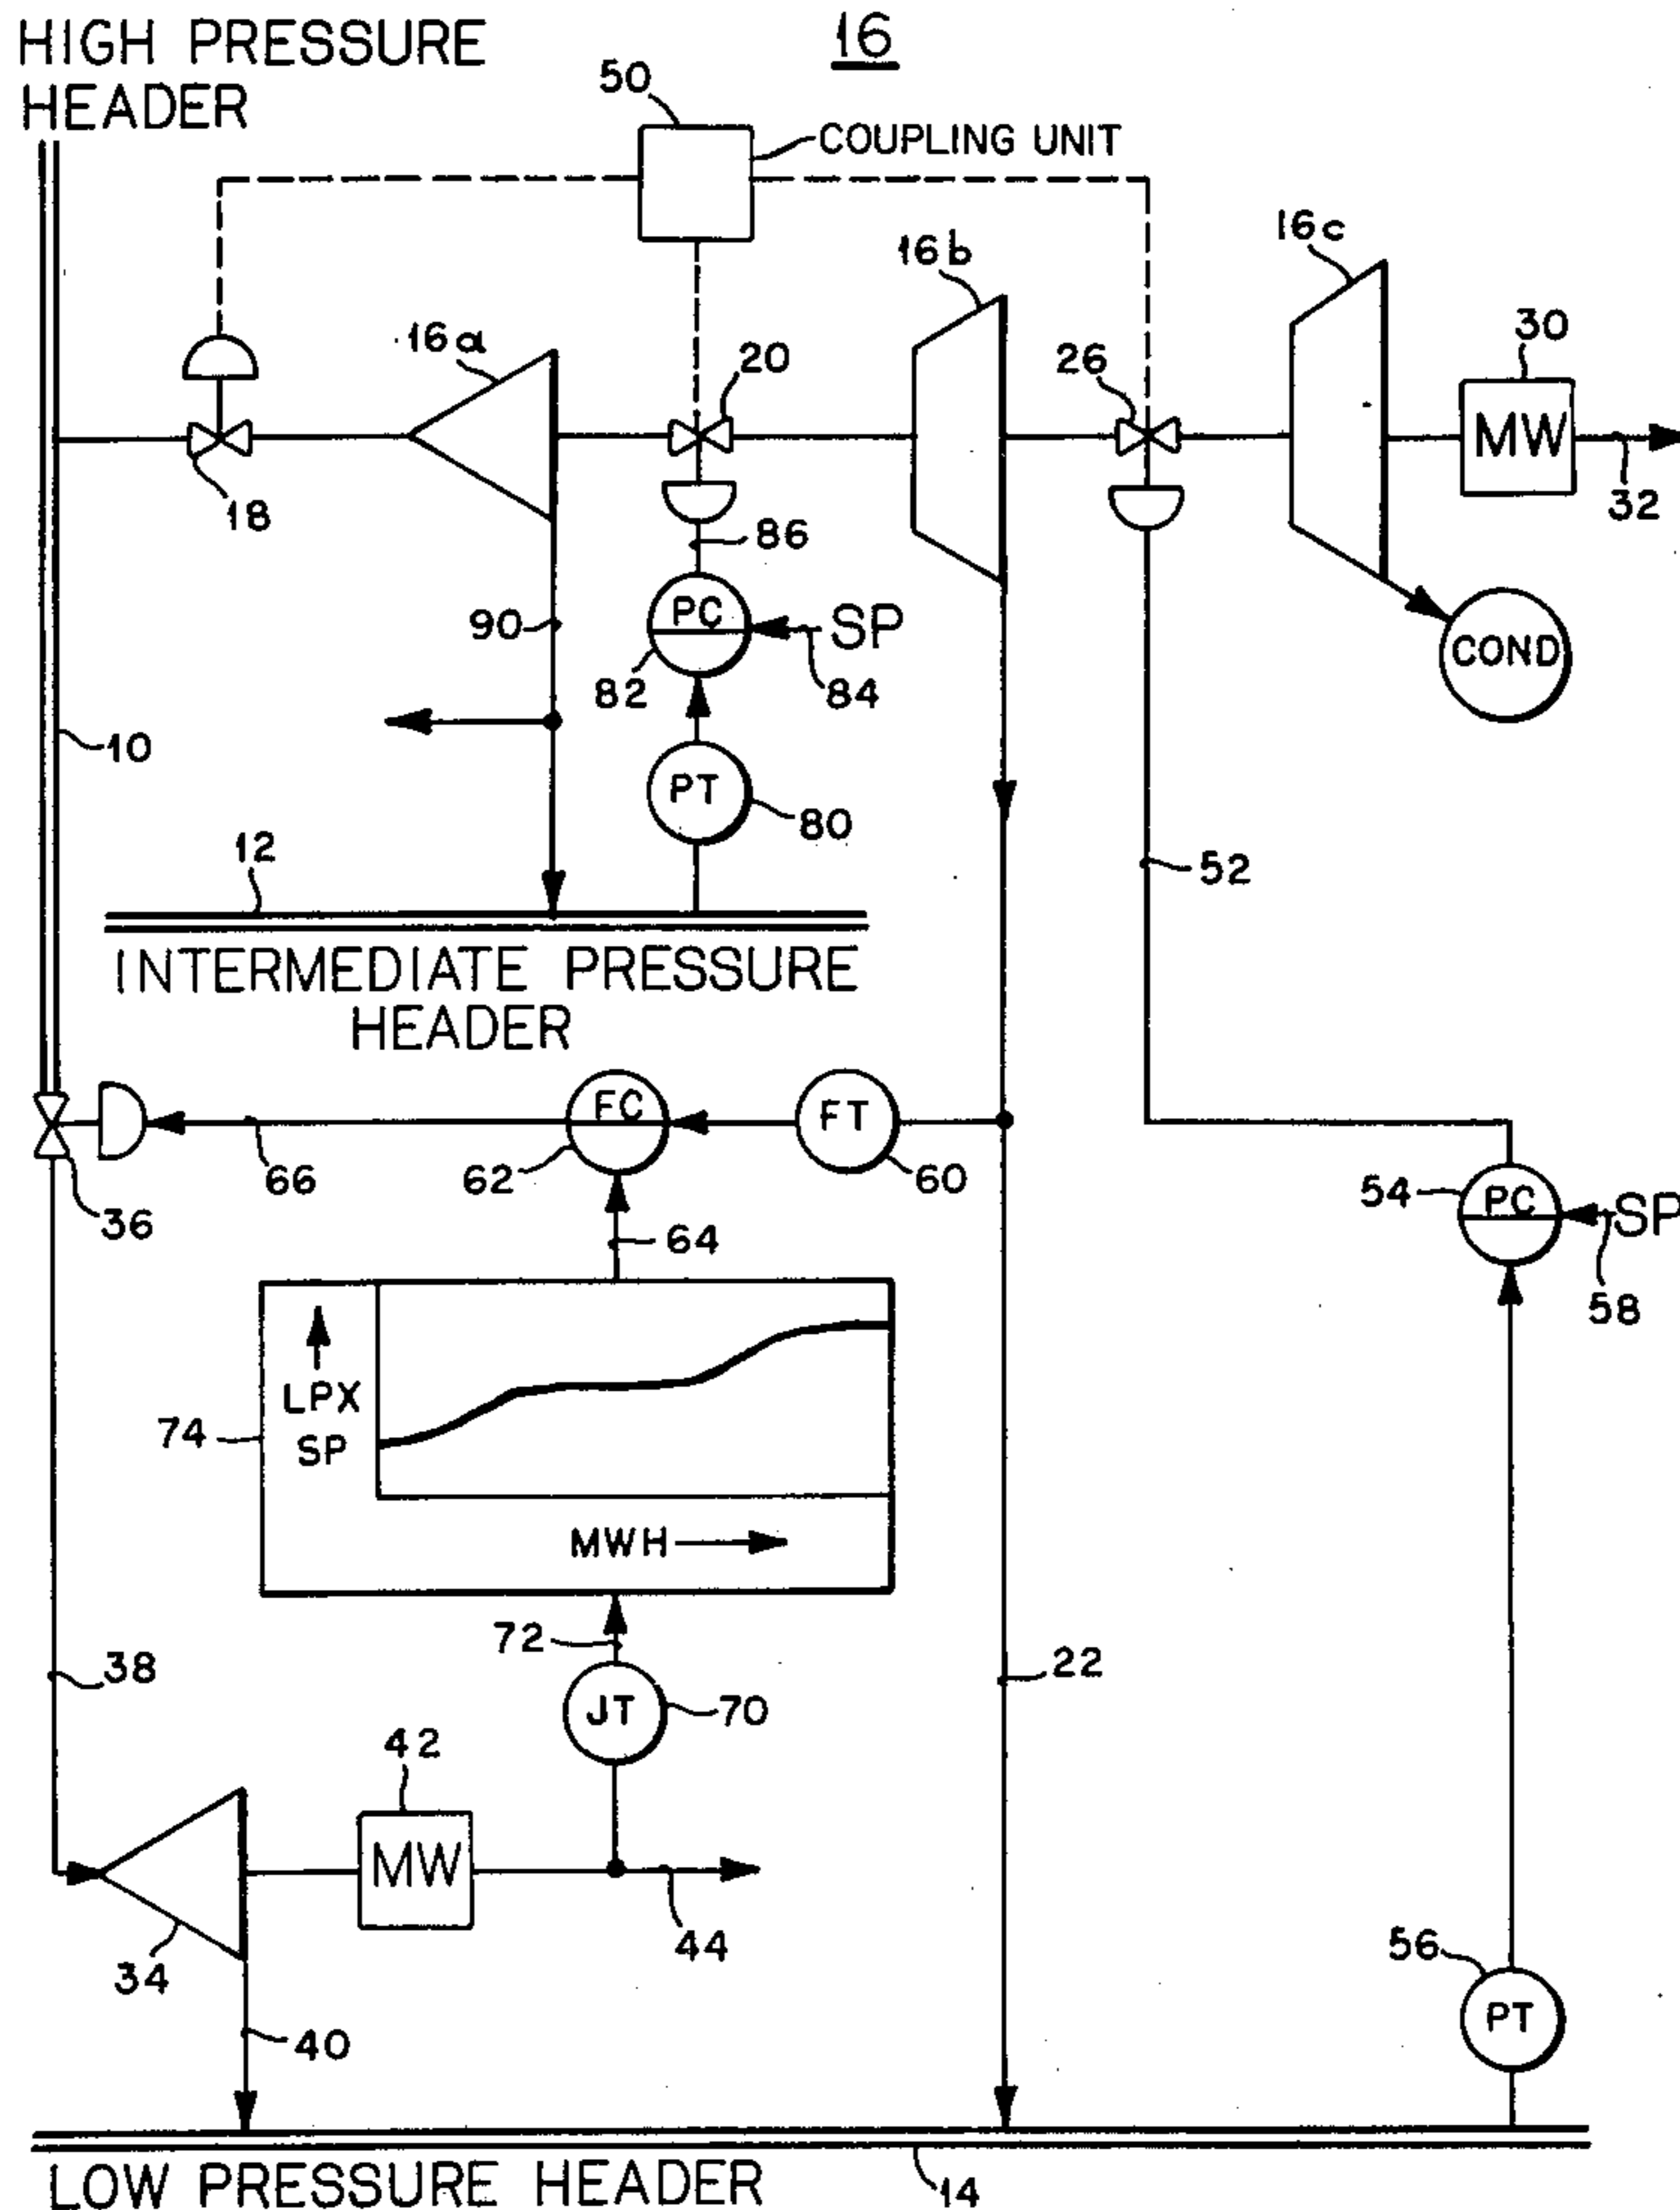 HIGH PRESSURE
HEADER
16
50
COUPLING UNIT
16b
16c
16a
20
26
30
MW
32
18
86
90
PC
SP
82
84
COND
10
PT
80
12
52
INTERMEDIATE PRESSURE
HEADER
FC
FT
66
62
60
36
54
PC
SP
64
58
LPX
SP
74
MWH
72
22
38
JT
70
42
MW
34
44
56
PT
40
LOW PRESSURE HEADER
14